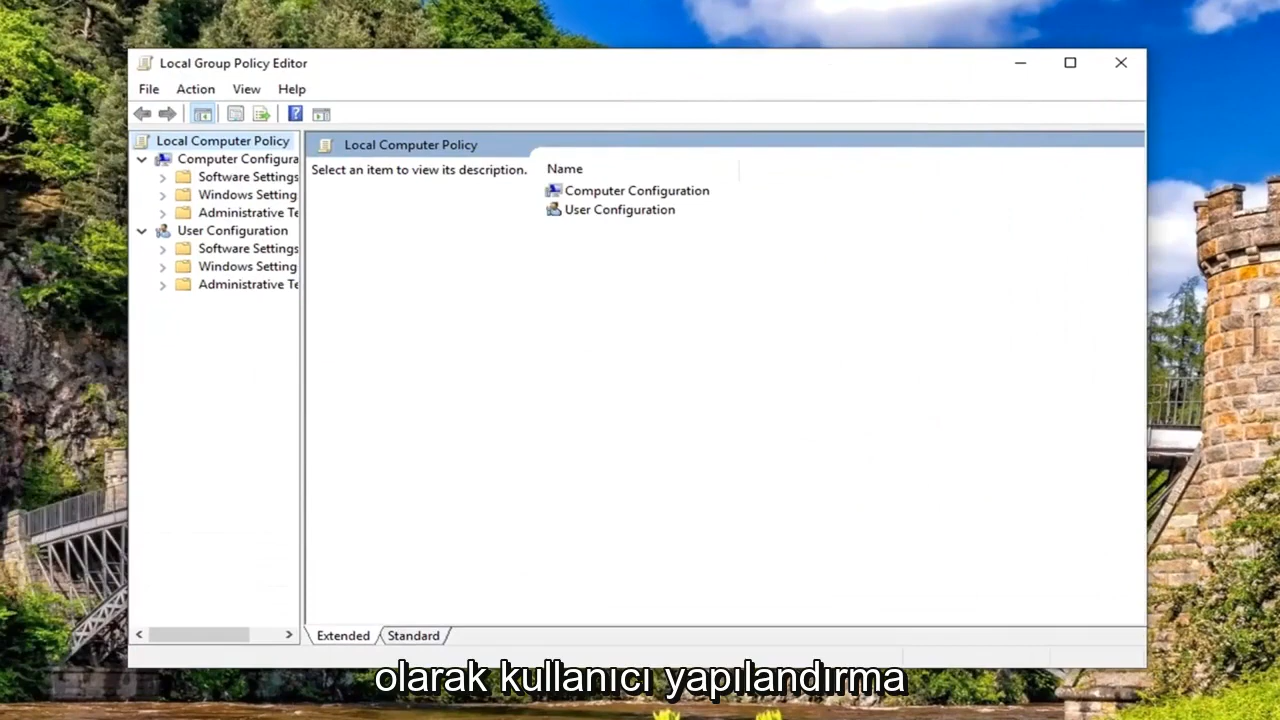 Local Group Policy Editor
File Action View Help
Local Computer Policy
Computer Configura
Software Settings
Windows Setting
Administrative Te
User Configuration
Software Settings
Windows Setting
Administrative Te
Local Computer Policy
Select an item to view its description.
Name
Computer Configuration
User Configuration
Extended Standard
olarak kullanıcı yapılandırma